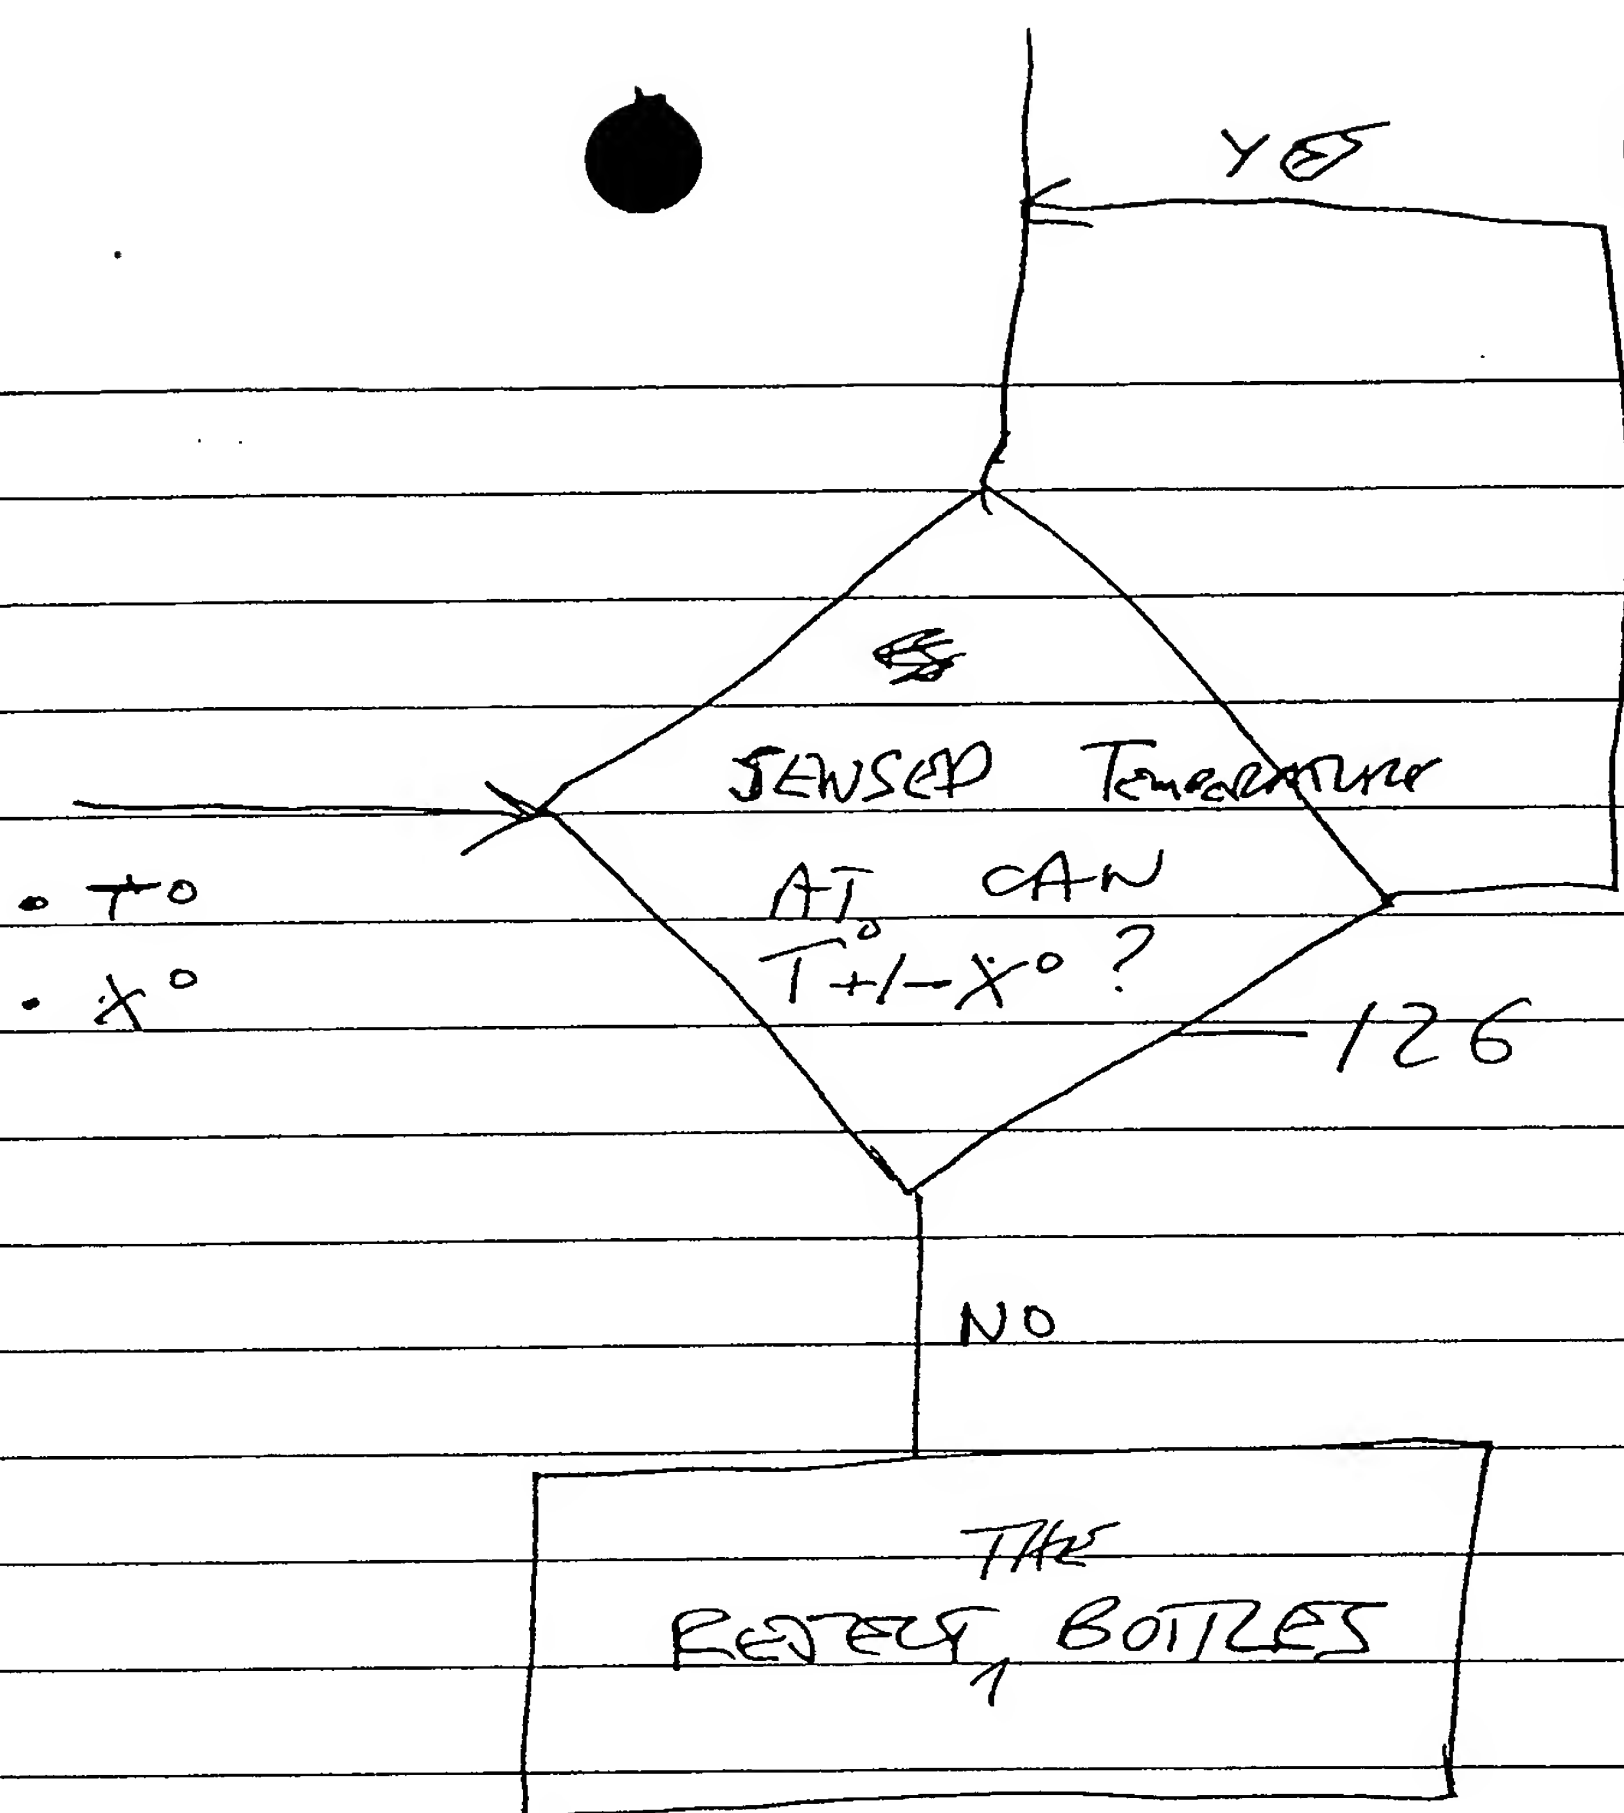 YES
SENSED TEMPERATURE
AT CAN
T° +/- X° ?
• T°
• X°
126
NO
THE
REJECT ^ BOTTLES